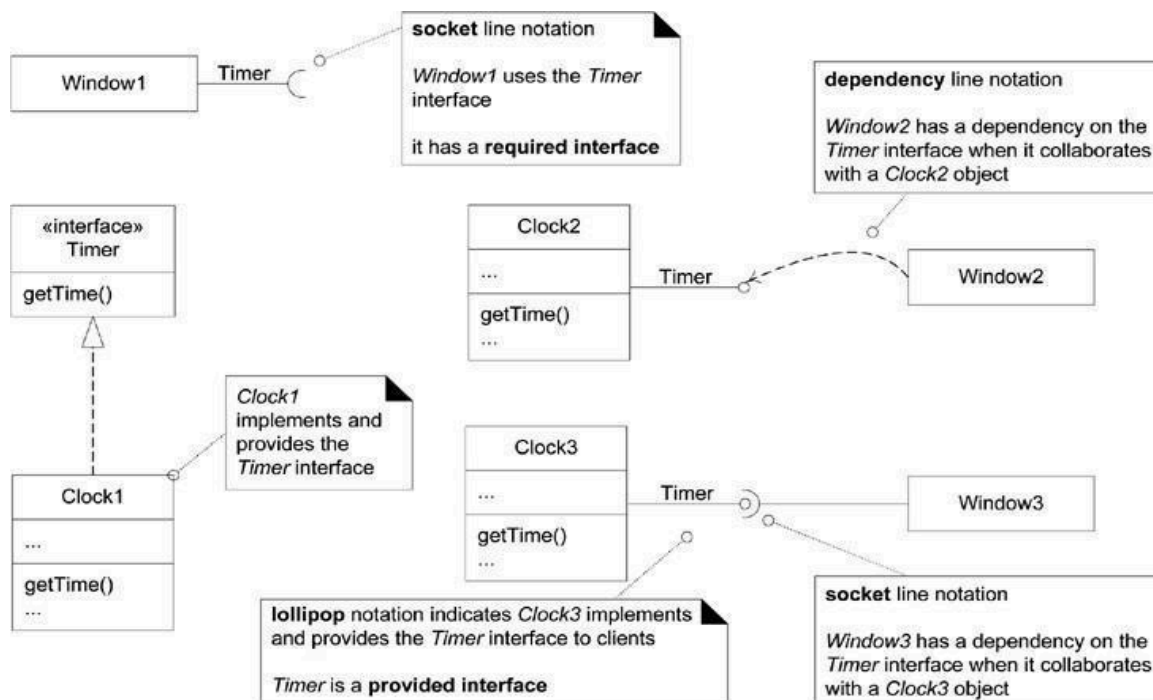 Window1
Timer
socket line notation
Window1 uses the Timer
interface
it has a required interface
dependency line notation
Window2 has a dependency on the
Timer interface when it collaborates
with a Clock2 object
«interface»
Timer
getTime()
Clock2
...
getTime()
...
Timer
Window2
Clock1
implements and
provides the
Timer interface
Clock1
...
getTime()
...
Clock3
...
getTime()
...
Timer
Window3
lollipop notation indicates Clock3 implements
and provides the Timer interface to clients
Timer is a provided interface
socket line notation
Window3 has a dependency on the
Timer interface when it collaborates
with a Clock3 object